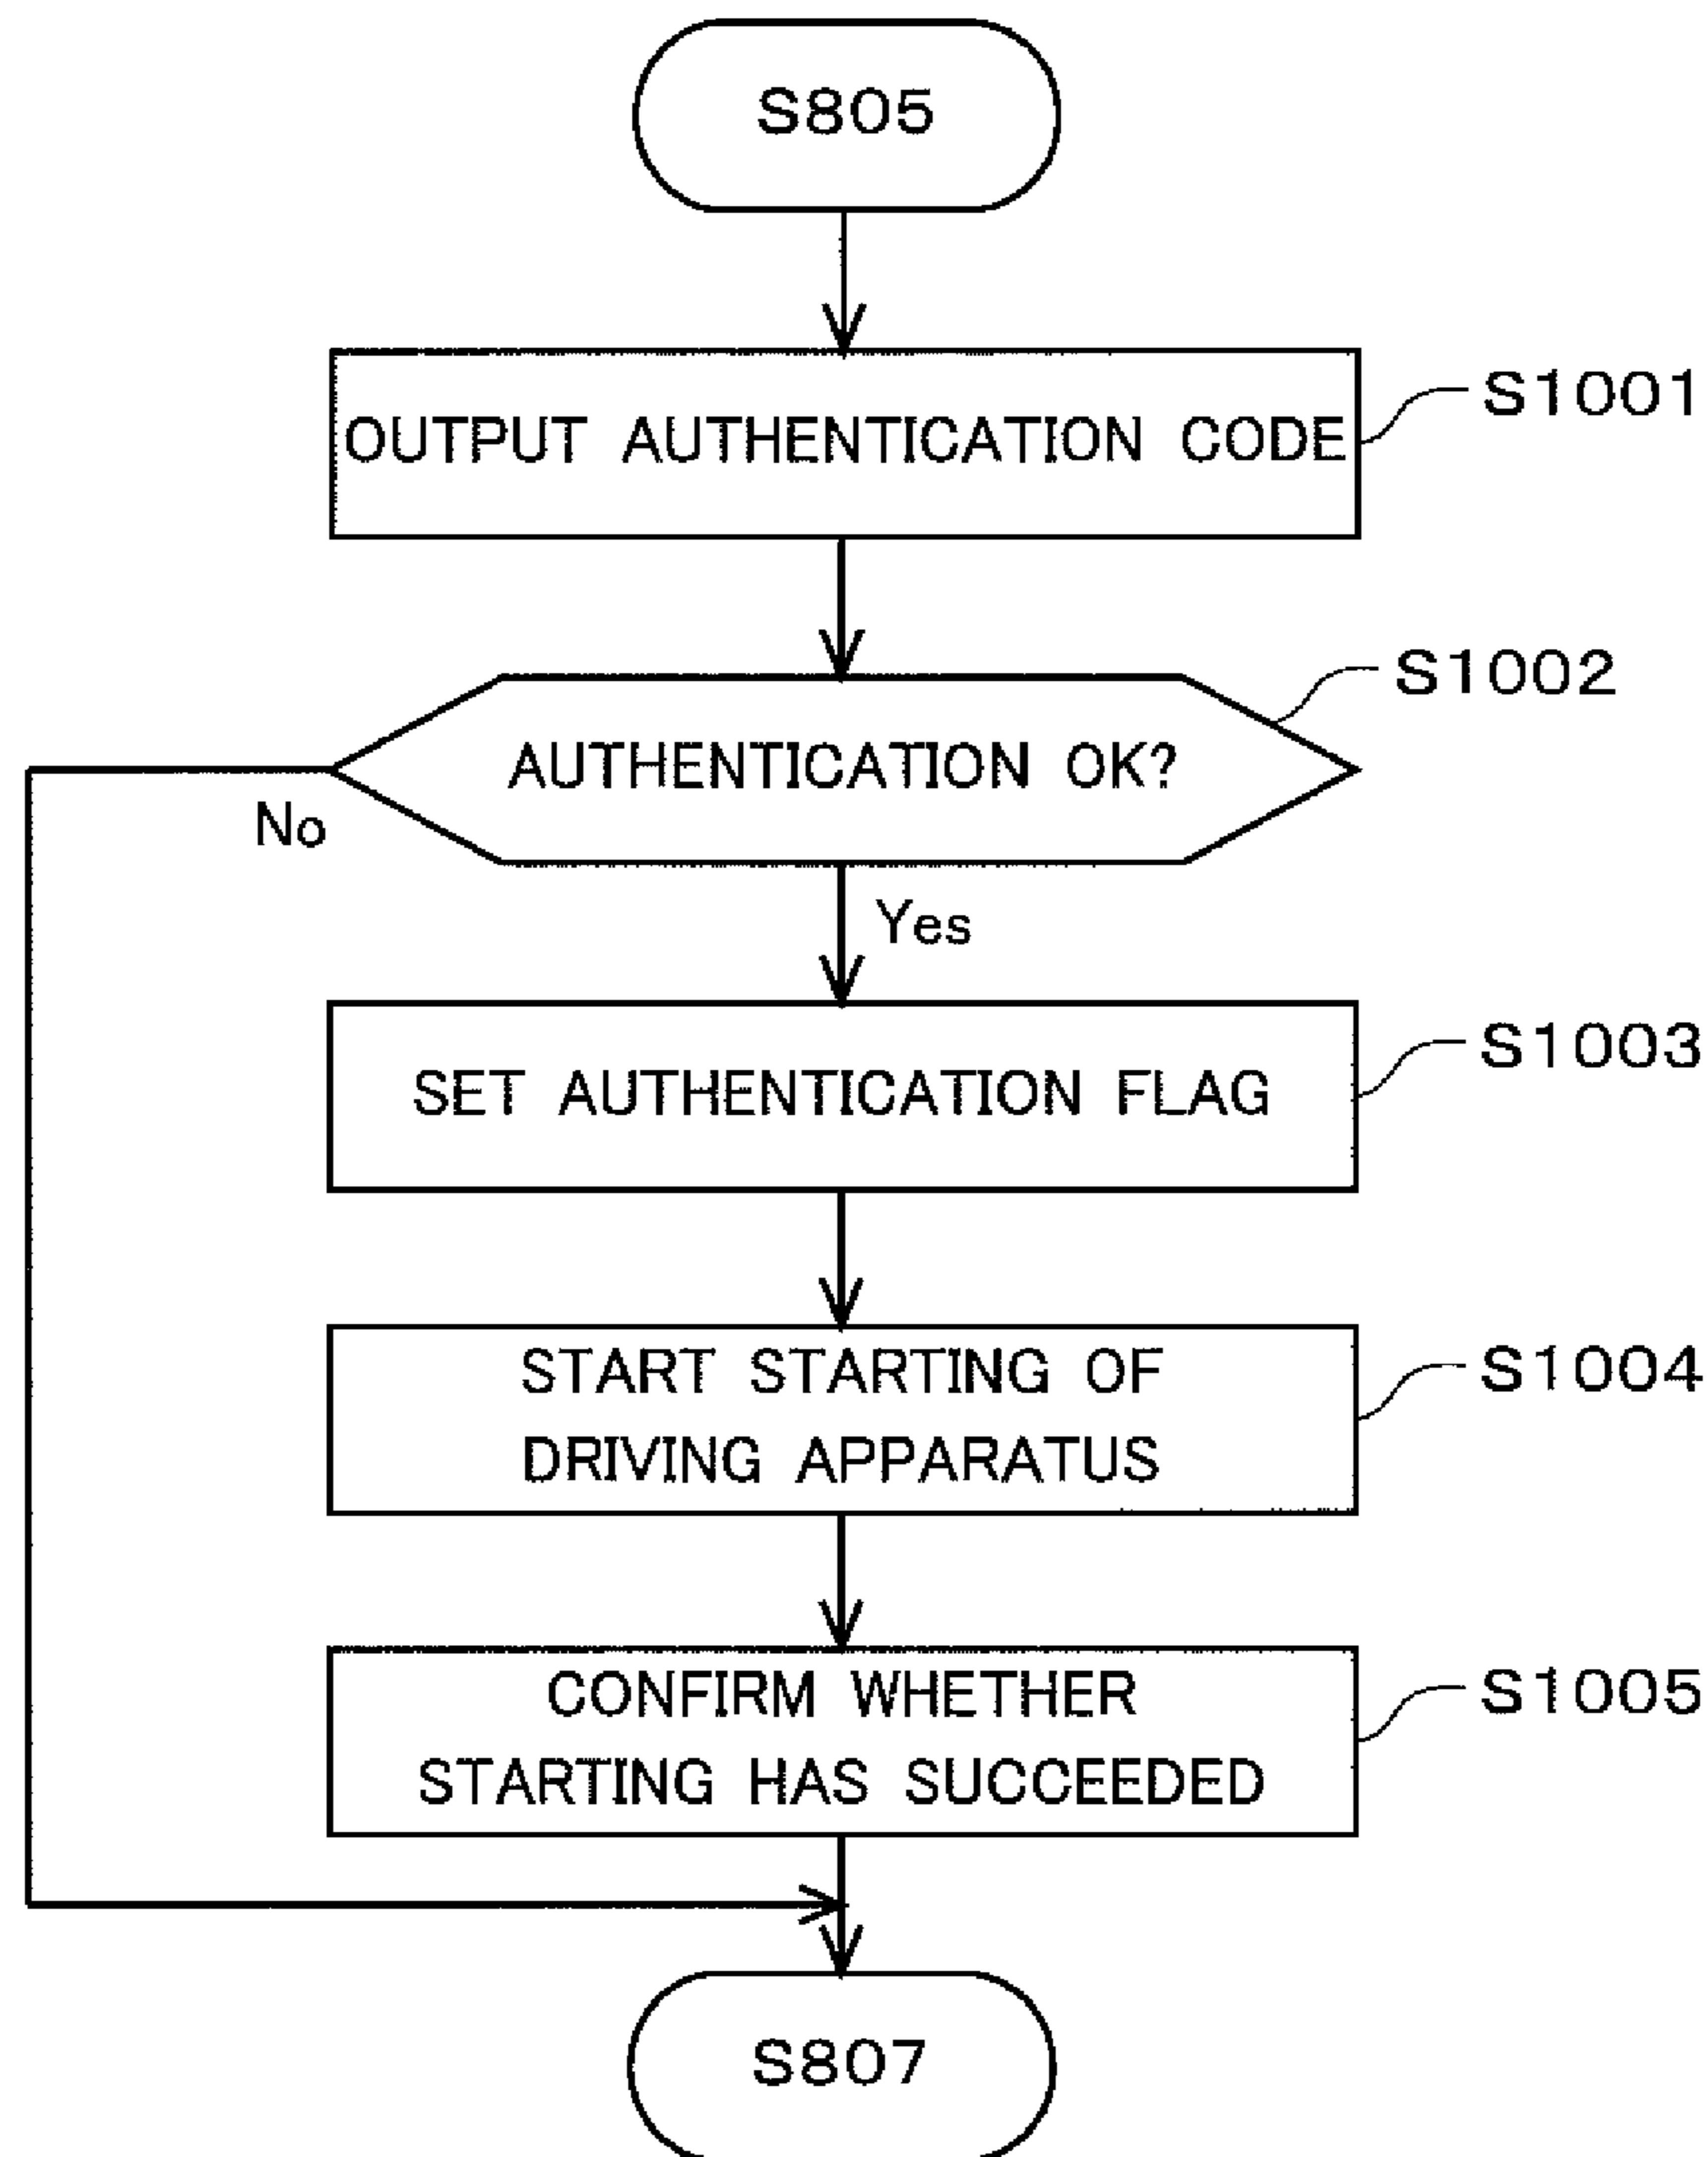 S805
OUTPUT AUTHENTICATION CODE
S1001
S1002
AUTHENTICATION OK?
No
Yes
SET AUTHENTICATION FLAG
S1003
START STARTING OF
DRIVING APPARATUS
S1004
CONFIRM WHETHER
STARTING HAS SUCCEEDED
S1005
S807